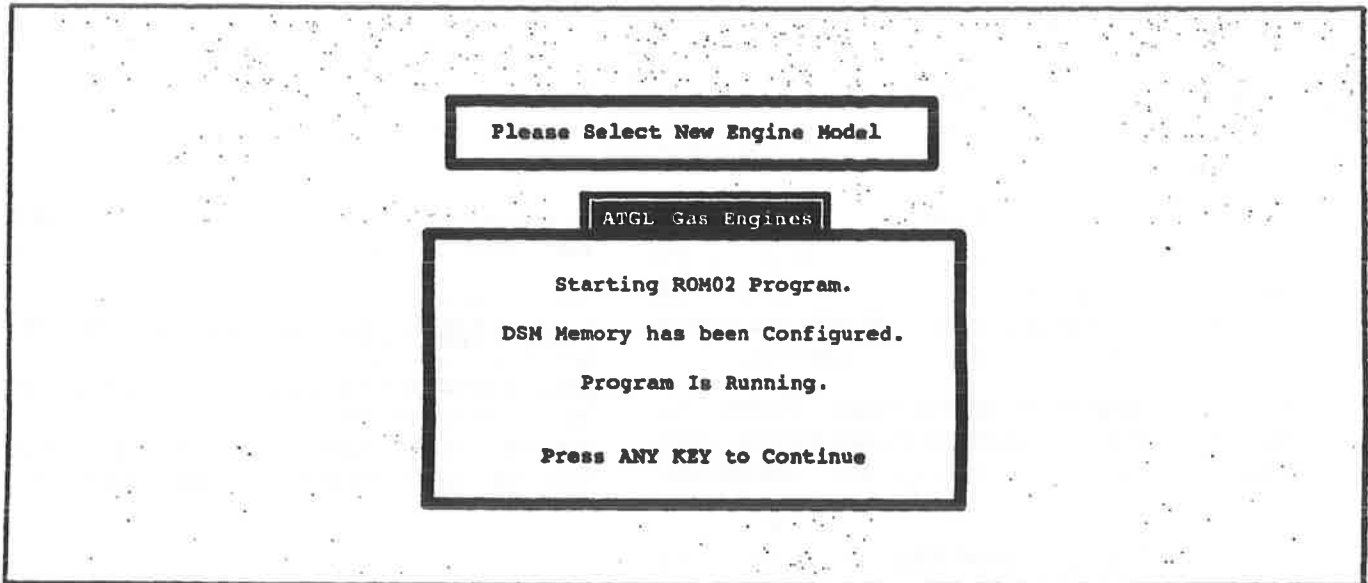 Please Select New Engine Model
ATGL Gas Engines
Starting ROM02 Program.
DSM Memory has been Configured.
Program Is Running.
Press ANY KEY to Continue